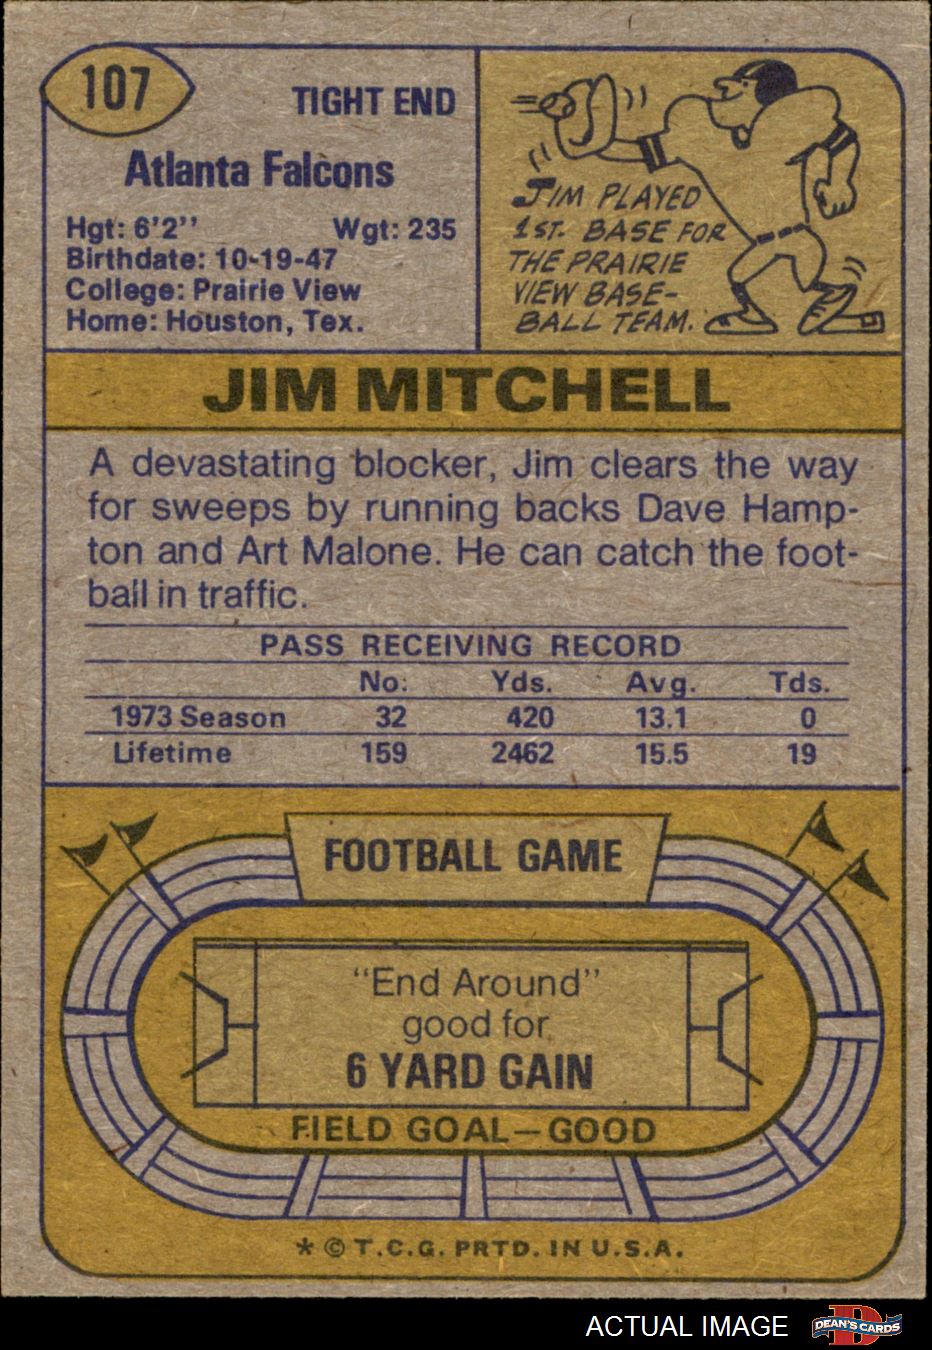 107
TIGHT END
Atlanta Falcons
Hgt: 6'2'' Wgt: 235
Birthdate: 10-19-47
College: Prairie View
Home: Houston, Tex.
JIM PLAYED
1ST. BASE FOR
THE PRAIRIE
VIEW BASE-
BALL TEAM.
JIM MITCHELL
A devastating blocker, Jim clears the way
for sweeps by running backs Dave Hamp-
ton and Art Malone. He can catch the foot-
ball in traffic.
PASS RECEIVING RECORD
No: Yds. Avg. Tds.
1973 Season 32 420 13.1 0
Lifetime 159 2462 15.5 19
FOOTBALL GAME
"End Around"
good for
6 YARD GAIN
FIELD GOAL—GOOD
* © T.C.G. PRTD. IN U.S.A.
ACTUAL IMAGE
D
DEAN'S CARDS